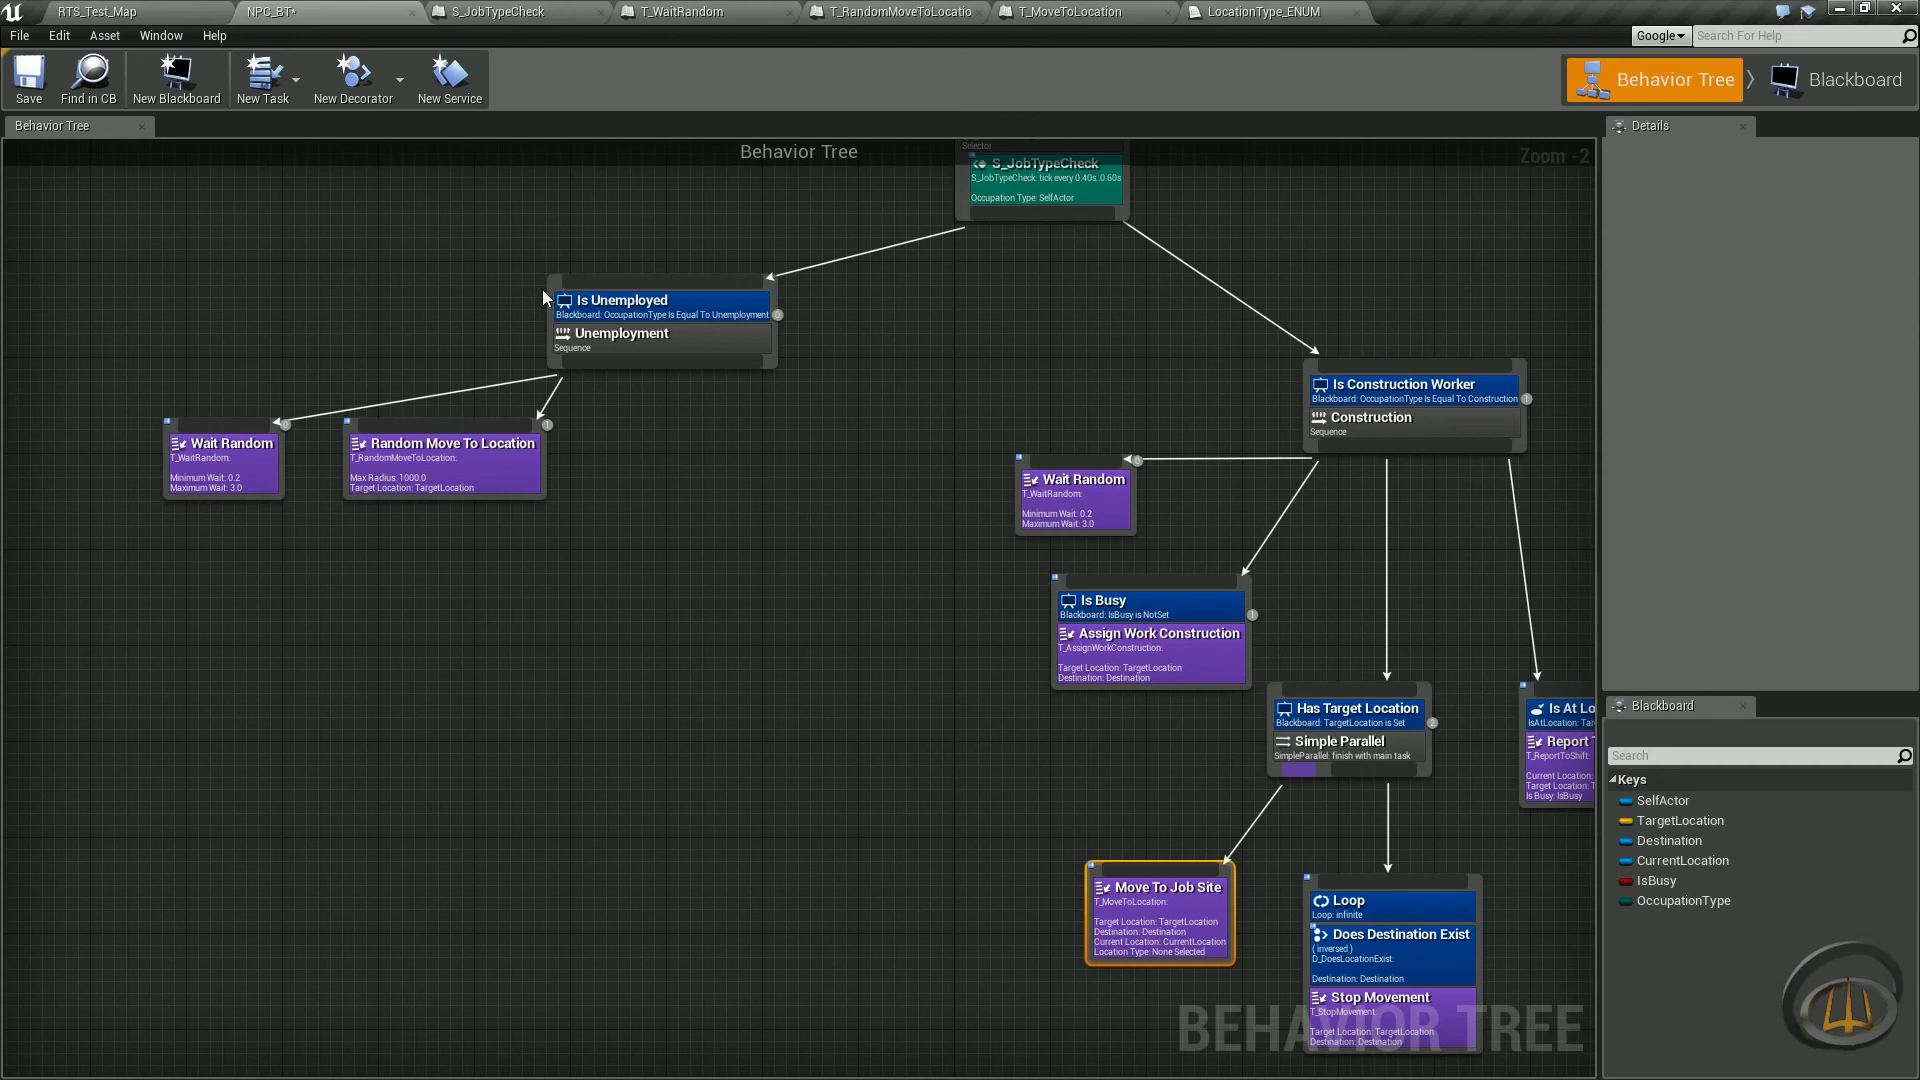 RTS_Test_Map
NPC_BT*
S_JobTypeCheck
T_WaitRandom
T_RandomMoveToLocatio
T_MoveToLocation
LocationType_ENUM
File Edit Asset Window Help
Google
Search For Help
Save
Find in CB
New Blackboard
New Task
New Decorator
New Service
Behavior Tree
Blackboard
Behavior Tree
Details
Behavior Tree
Zoom -2
Selector
S_JobTypeCheck
S_JobTypeCheck: tick every 0.40s..0.60s
Occupation Type: SelfActor
Is Unemployed
Blackboard: OccupationType Is Equal To Unemployment
0
Unemployment
Sequence
Is Construction Worker
Blackboard: OccupationType Is Equal To Construction
1
Construction
Sequence
0
Wait Random
T_WaitRandom:
Minimum Wait: 0.2
Maximum Wait: 3.0
1
Random Move To Location
T_RandomMoveToLocation:
Max Radius: 1000.0
Target Location: TargetLocation
0
Wait Random
T_WaitRandom:
Minimum Wait: 0.2
Maximum Wait: 3.0
Is Busy
Blackboard: IsBusy is NotSet
1
Assign Work Construction
T_AssignWorkConstruction:
Target Location: TargetLocation
Destination: Destination
Has Target Location
Blackboard: TargetLocation is Set
2
Simple Parallel
SimpleParallel: finish with main task
Is At Lo
IsAtLocation: Tar
Report T
T_ReportToShift:
Current Location:
Target Location: T
Is Busy: IsBusy
Move To Job Site
T_MoveToLocation:
Target Location: TargetLocation
Destination: Destination
Current Location: CurrentLocation
Location Type: None Selected
Loop
Loop: infinite
Does Destination Exist
( inversed )
D_DoesLocationExist:
Destination: Destination
Stop Movement
T_StopMovement:
Target Location: TargetLocation
Destination: Destination
BEHAVIOR TREE
Blackboard
Search
Keys
SelfActor
TargetLocation
Destination
CurrentLocation
IsBusy
OccupationType